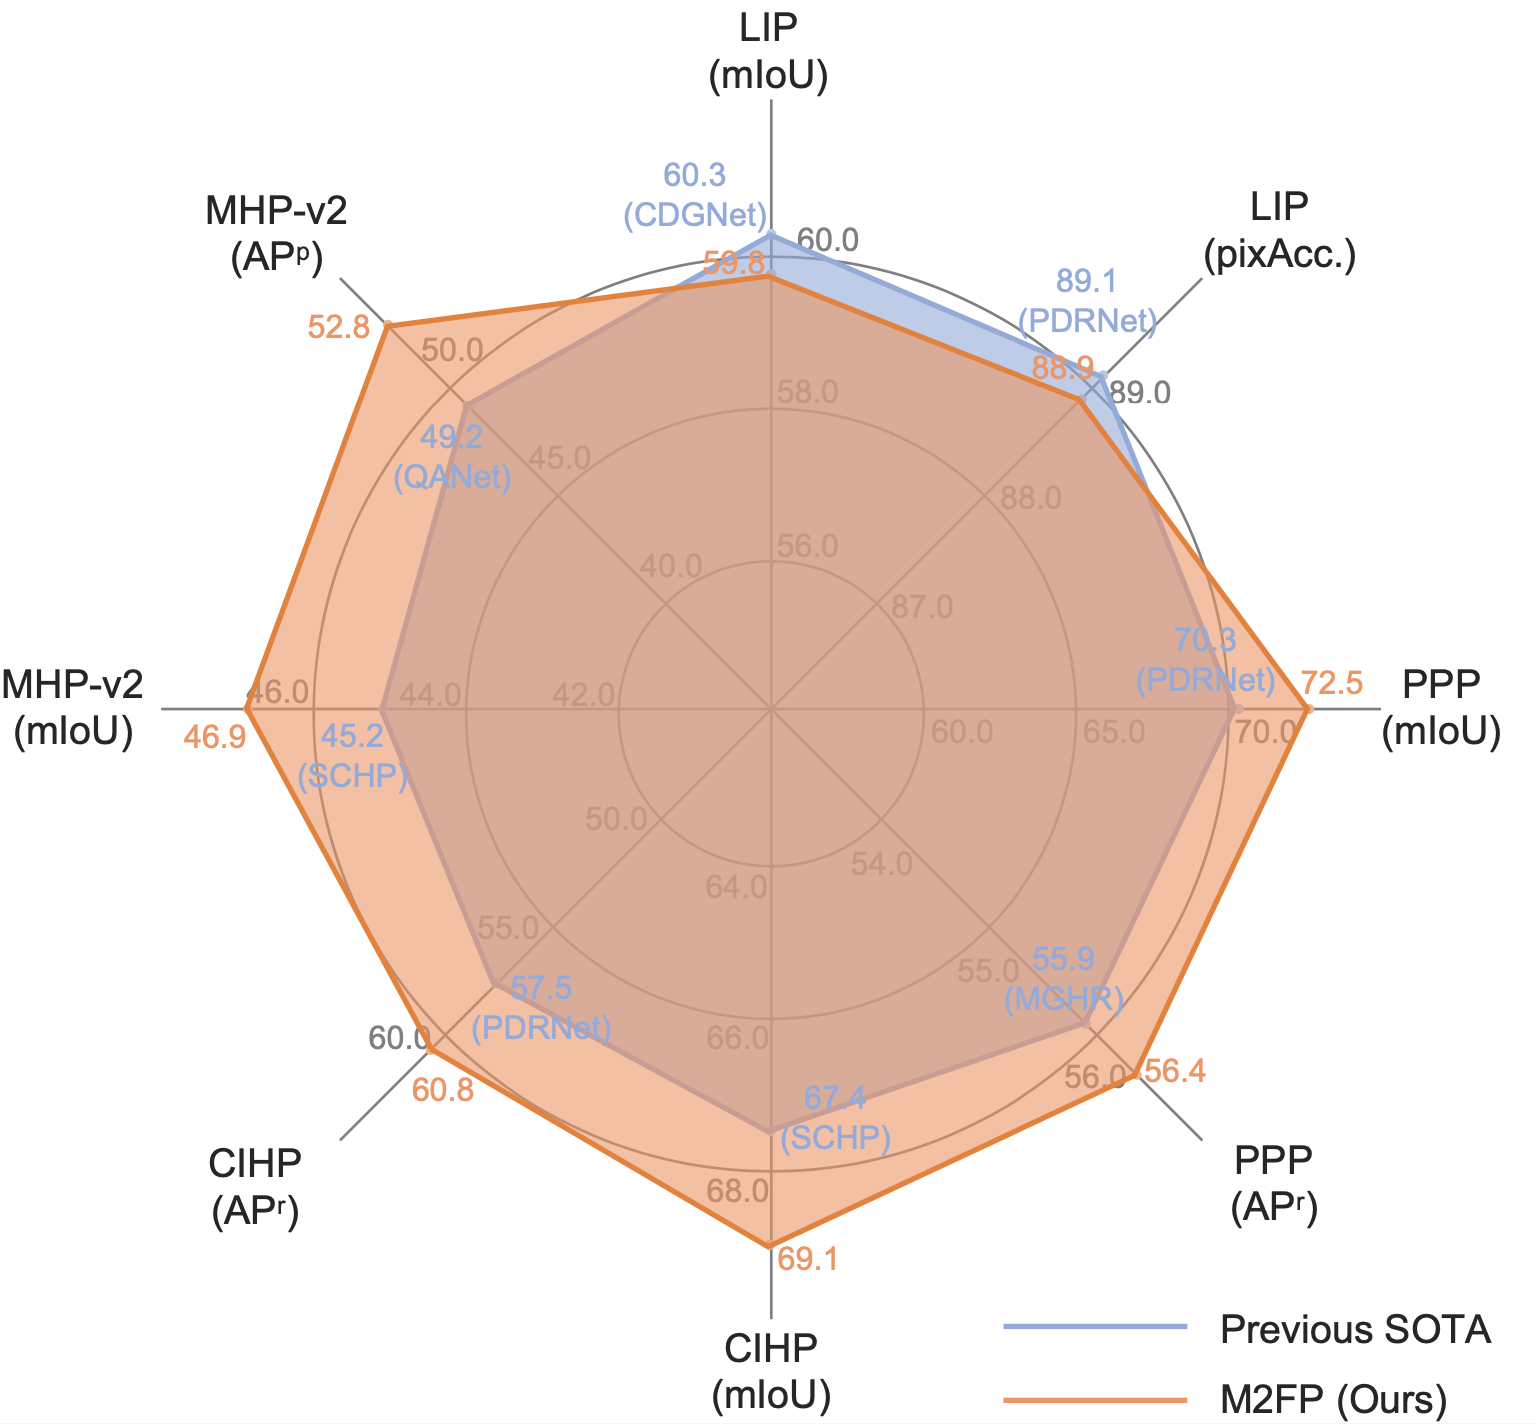 LIP
(mIoU)
60.3
(CDGNet)
60.0
59.8
LIP
(pixAcc.)
89.1
(PDRNet)
88.9
89.0
MHP-v2
(APᵖ)
52.8
50.0
49.2
(QANet)
45.0
40.0
58.0
56.0
88.0
87.0
MHP-v2
(mIoU)
46.0
46.9
45.2
(SCHP)
44.0
42.0
70.3
(PDRNet)
72.5
PPP
(mIoU)
60.0
65.0
70.0
50.0
55.0
57.5
(PDRNet)
60.0
60.8
CIHP
(APʳ)
64.0
66.0
67.4
(SCHP)
68.0
69.1
CIHP
(mIoU)
54.0
55.0
55.9
(MGHR)
56.0
56.4
PPP
(APʳ)
Previous SOTA
M2FP (Ours)